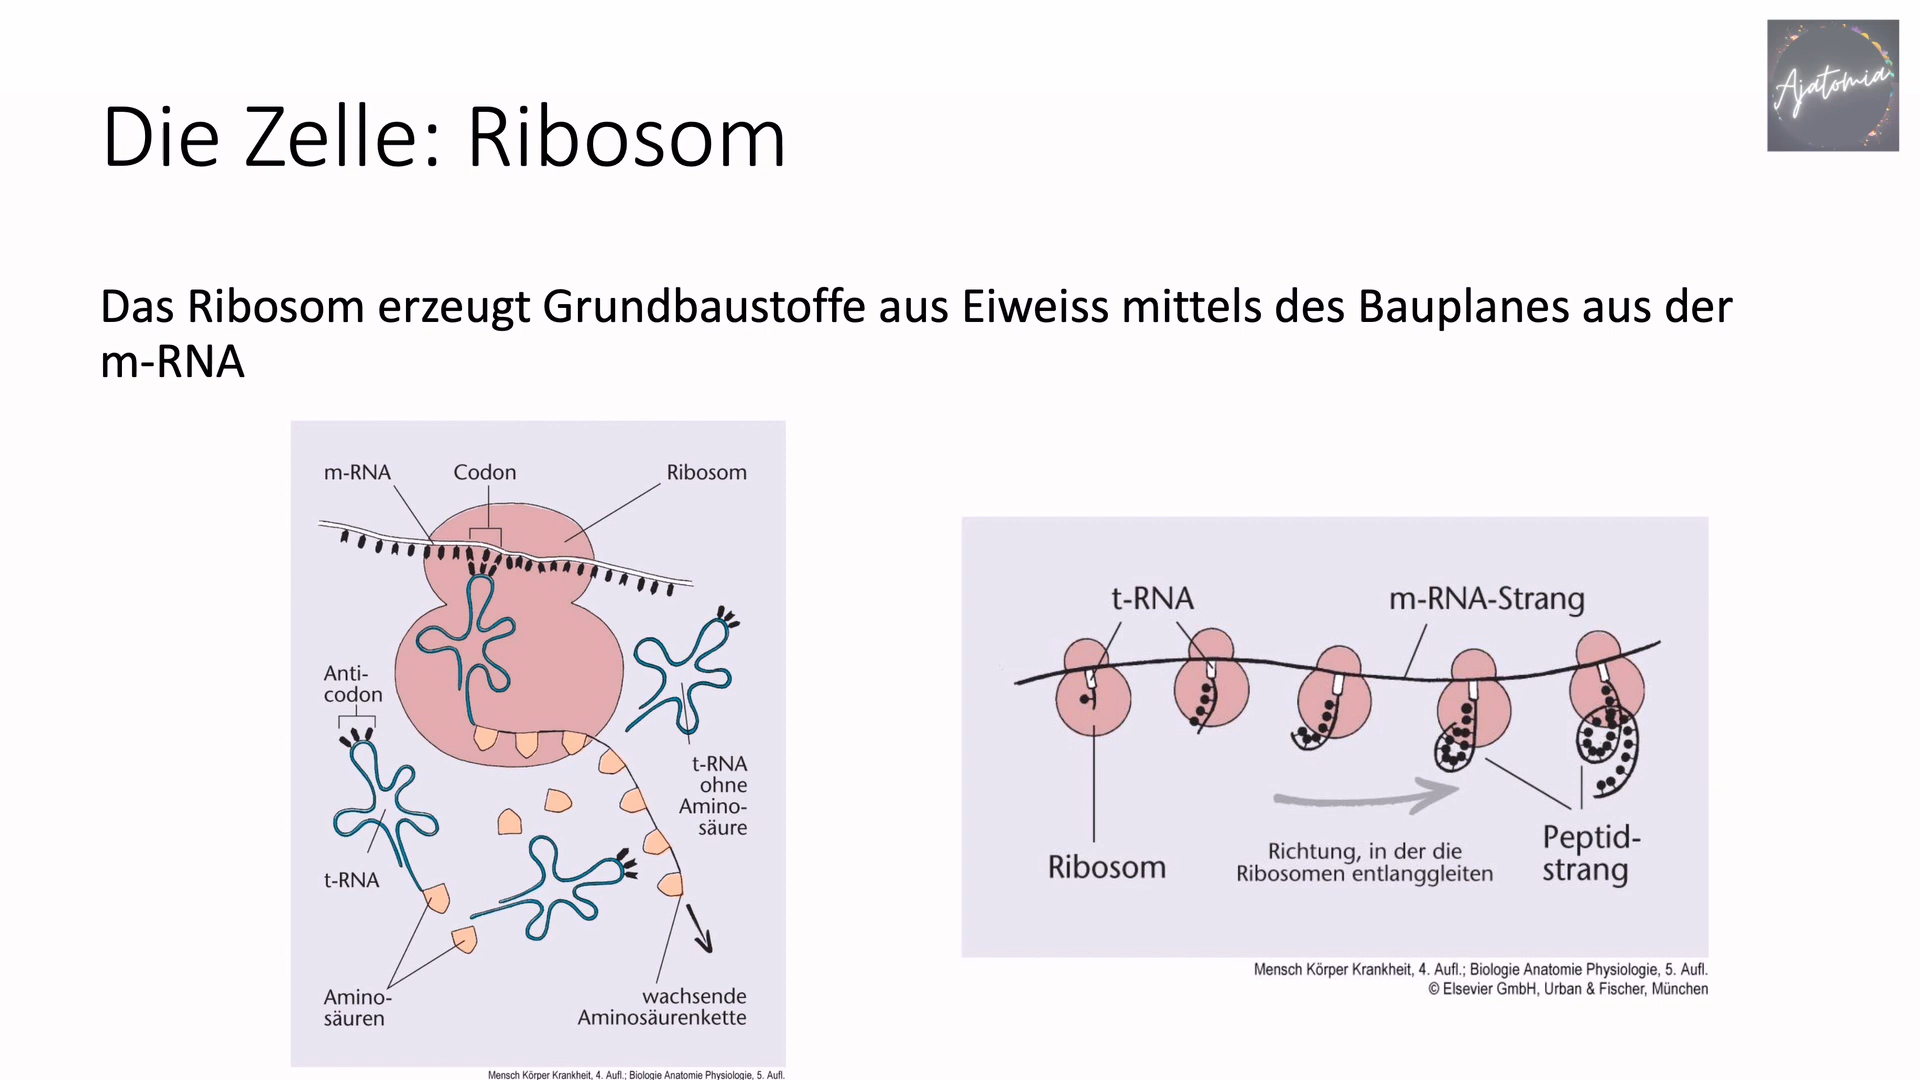 Ajatomia
Die Zelle: Ribosom
Das Ribosom erzeugt Grundbaustoffe aus Eiweiss mittels des Bauplanes aus der
m-RNA
m-RNA
Codon
Ribosom
Anti-
codon
t-RNA
ohne
Amino-
säure
t-RNA
Amino-
säuren
wachsende
Aminosäurenkette
Mensch Körper Krankheit, 4. Aufl.; Biologie Anatomie Physiologie, 5. Aufl.
t-RNA
m-RNA-Strang
Ribosom
Richtung, in der die
Ribosomen entlanggleiten
Peptid-
strang
Mensch Körper Krankheit, 4. Aufl.; Biologie Anatomie Physiologie, 5. Aufl.
© Elsevier GmbH, Urban & Fischer, München